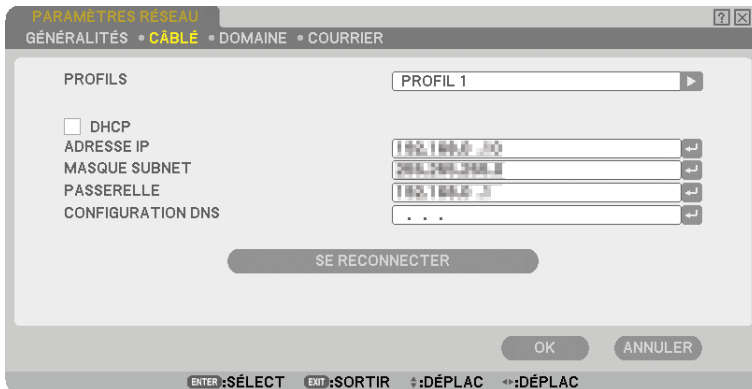 PARAMÈTRES RÉSEAU
?
GÉNÉRALITÉS • CÂBLÉ • DOMAINE • COURRIER
PROFILS PROFIL 1
DHCP
ADRESSE IP
MASQUE SUBNET
PASSERELLE
CONFIGURATION DNS . . .
SE RECONNECTER
OK ANNULER
ENTER :SÉLECT EXIT :SORTIR :DÉPLAC :DÉPLAC